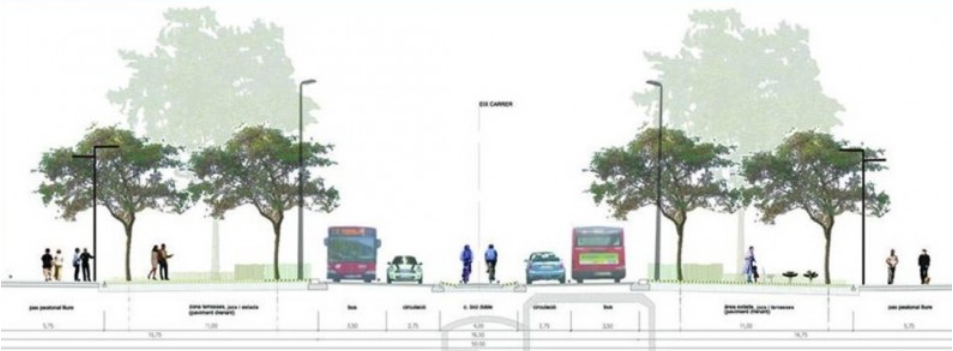 EIX CARRER
pas peatonal lliure
zona terrasses, jocs i estada
(paviment drenant)
bus
circulació
c. bici doble
circulació
bus
àrea estada, jocs i terrasses
(paviment drenant)
pas peatonal lliure
5,75
11,00
3,50
2,75
4,00
2,75
3,50
11,00
5,75
16,75
16,50
16,75
50.00